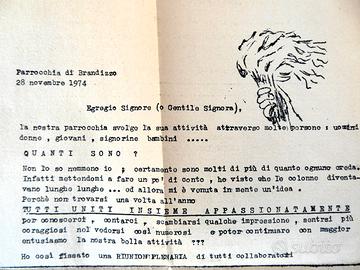 Parrocchia di Brandizzo
28 novembre 1974
Egregio Signore (o Gentile Signora),
la nostra parrocchia svolge la sua attività attraverso molte persone : uomini
donne , giovani , signorine bambini .....
QUANTI SONO ?
Non lo so nemmeno io ; certamente sono molti di più di quanto ognuno creda.
Infatti mettendomi a fare un po' di conto , ho visto che le colonne diventa-
vano lunghe lunghe ... ed allora mi è venuta in mente un'idea .
Perchè non trovarsi una volta all'anno
TUTTI UNITI INSIEME APPASSIONATAMENTE
per conoscerci , contarci , scambiarsi qualche impressione , sentrsi più
coraggiosi nel vedersi così numerosi e poter continuare con maggior
entusiasmo la nostra bella attività ???
Ho così fissato una RIUNIONE PLENARIA di tutti collaboratori
subito